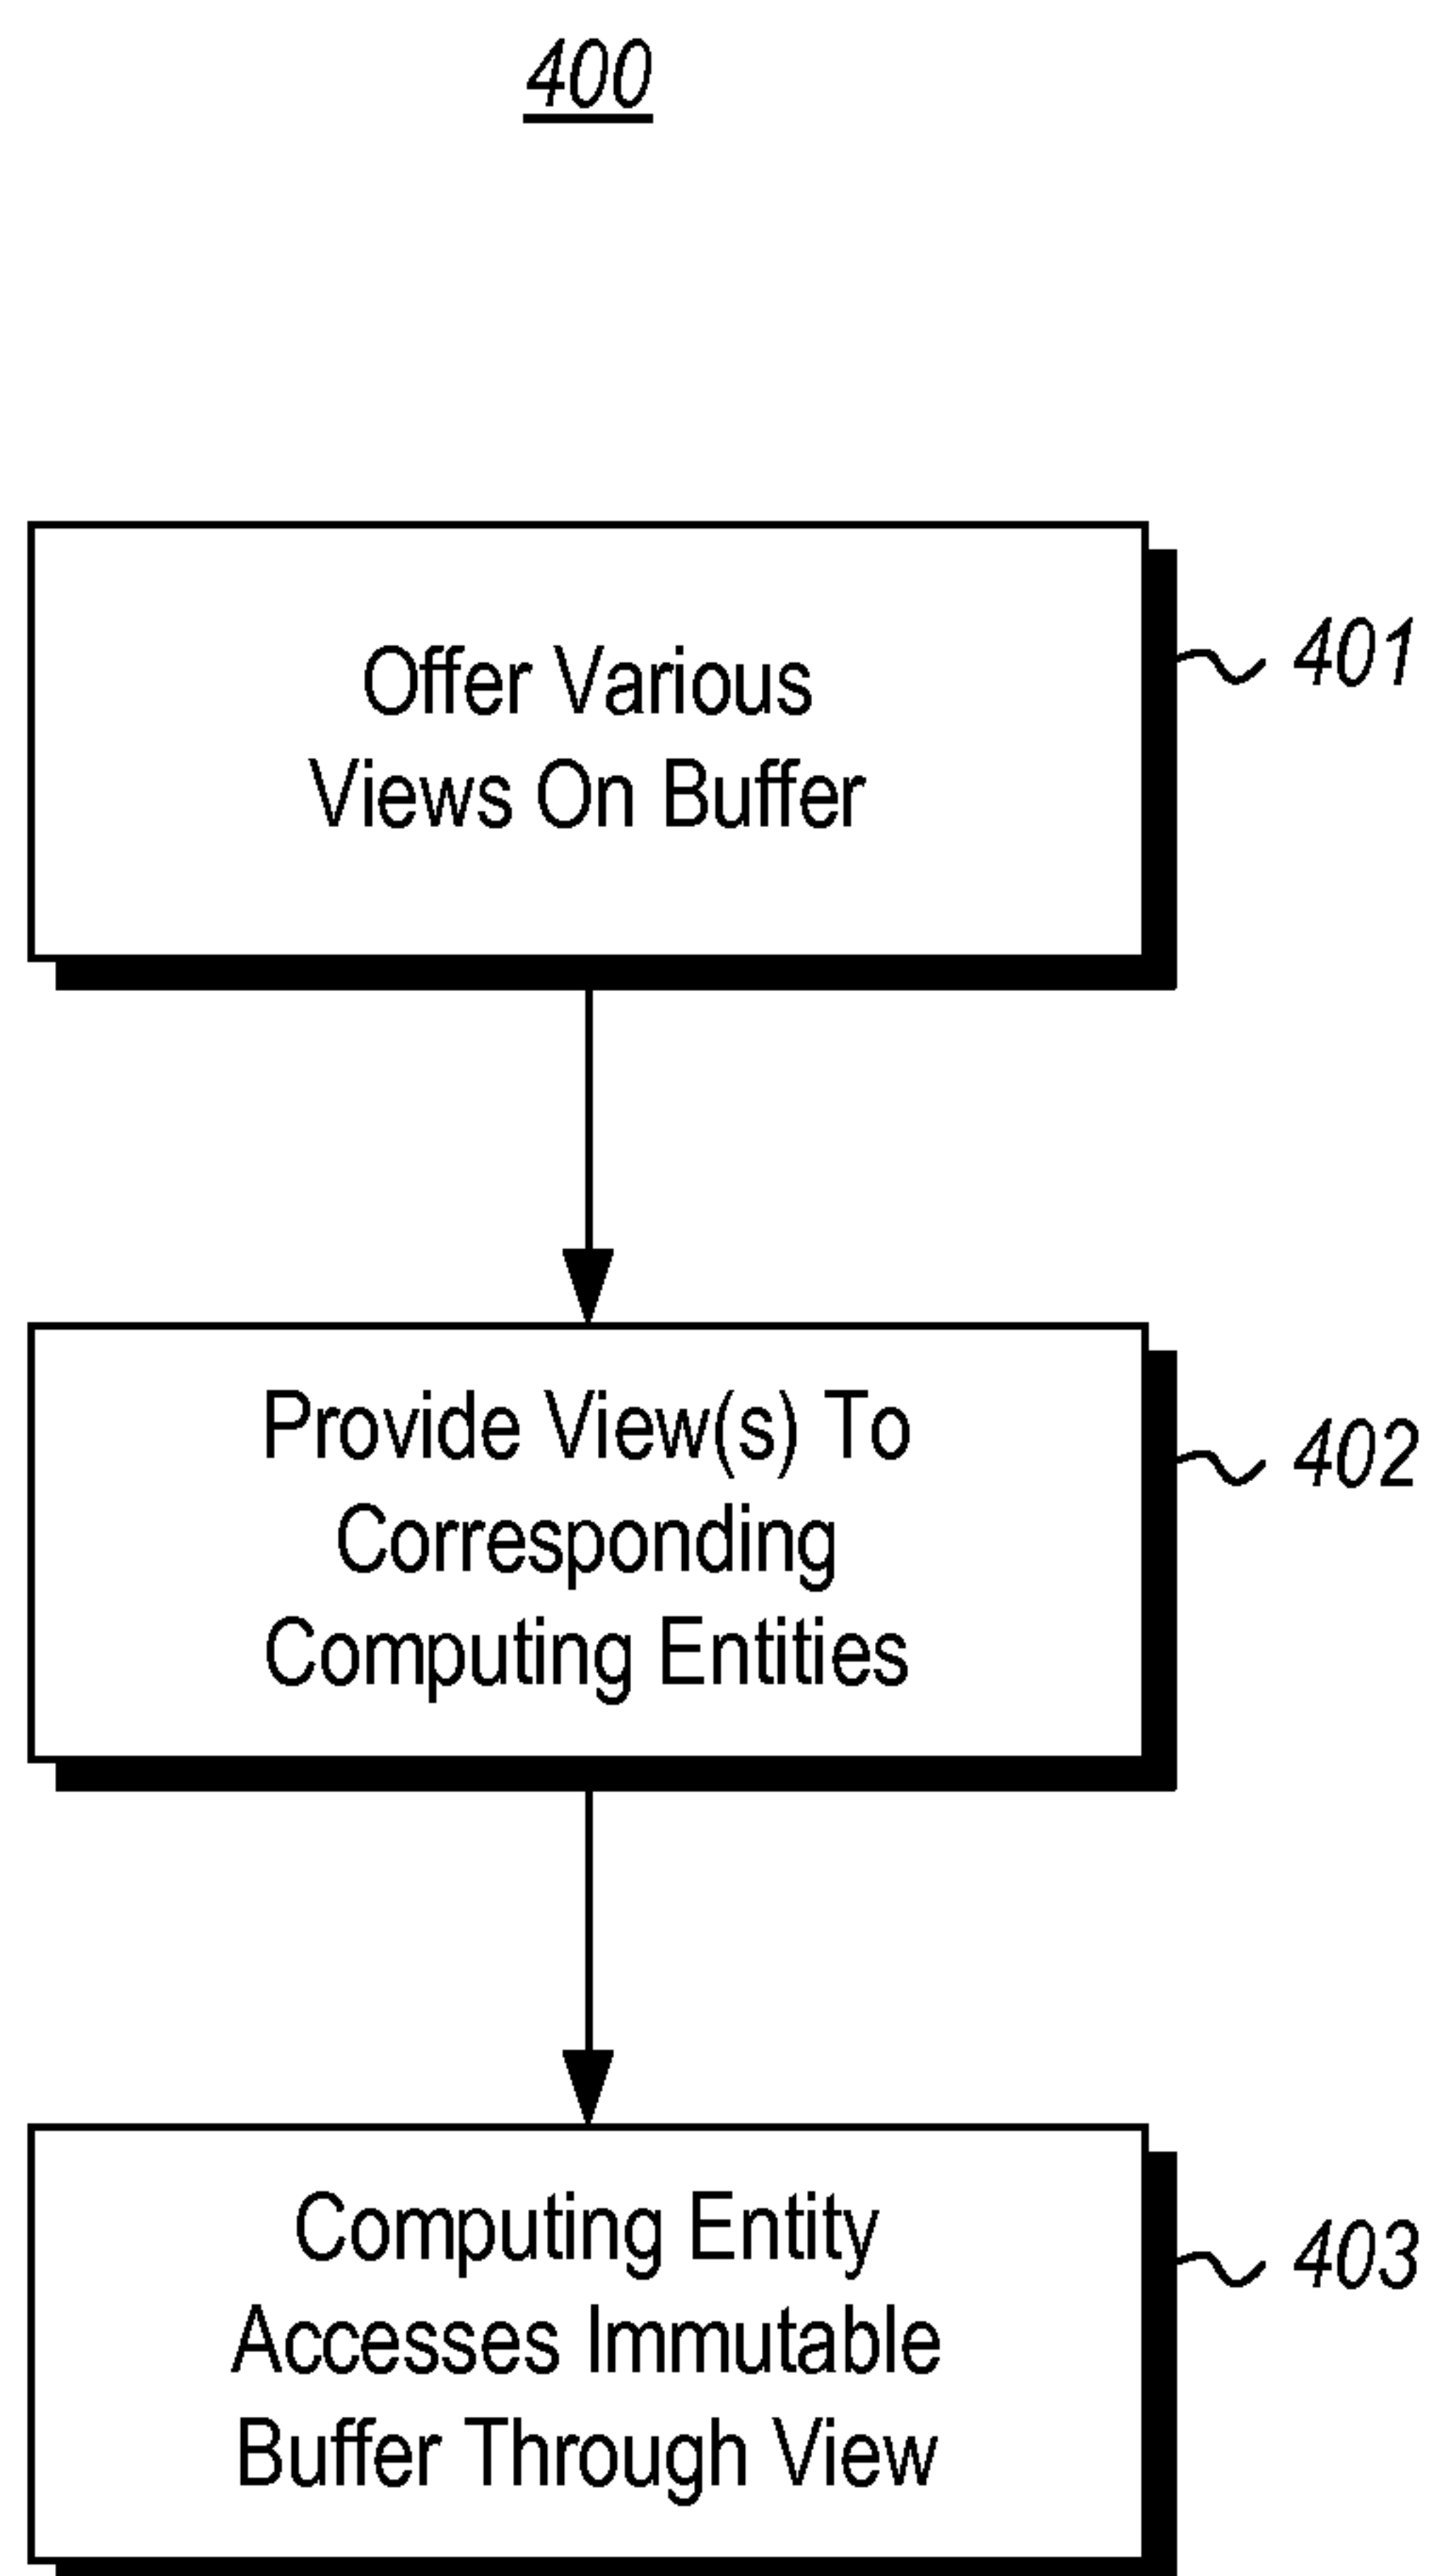 400
Offer Various
Views On Buffer
401
Provide View(s) To
Corresponding
Computing Entities
402
Computing Entity
Accesses Immutable
Buffer Through View
403